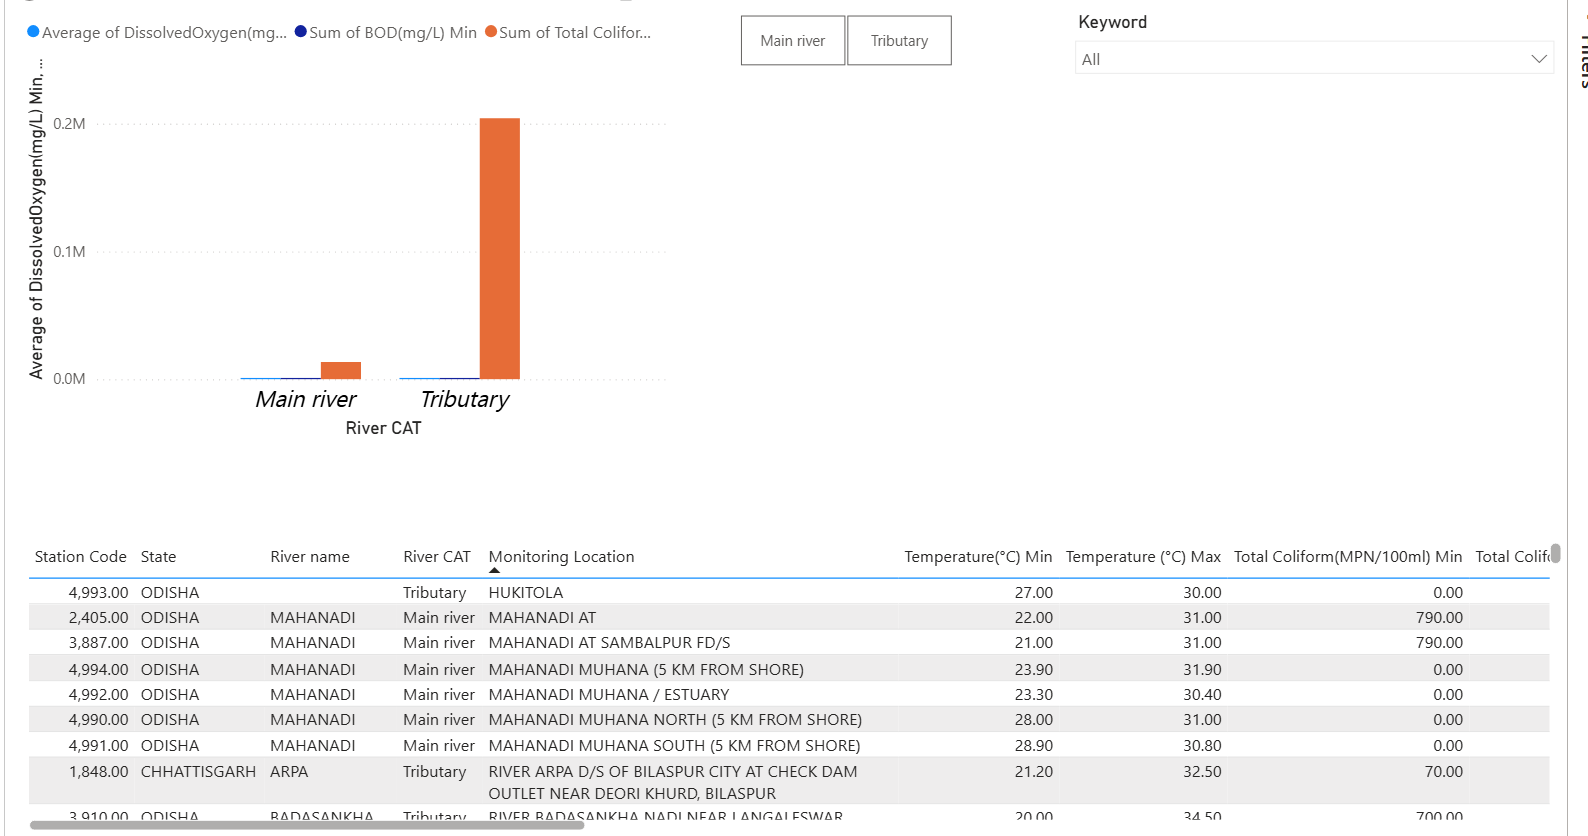 Average of DissolvedOxygen(mg... Sum of BOD(mg/L) Min Sum of Total Colifor...
Main river Tributary
Keyword
All
Filters
Average of DissolvedOxygen(mg/L) Min, ...
0.2M
0.1M
0.0M
Main river Tributary
River CAT
Station Code State River name River CAT Monitoring Location Temperature(°C) Min Temperature (°C) Max Total Coliform(MPN/100ml) Min Total Colifo
4,993.00 ODISHA Tributary HUKITOLA 27.00 30.00 0.00
2,405.00 ODISHA MAHANADI Main river MAHANADI AT 22.00 31.00 790.00
3,887.00 ODISHA MAHANADI Main river MAHANADI AT SAMBALPUR FD/S 21.00 31.00 790.00
4,994.00 ODISHA MAHANADI Main river MAHANADI MUHANA (5 KM FROM SHORE) 23.90 31.90 0.00
4,992.00 ODISHA MAHANADI Main river MAHANADI MUHANA / ESTUARY 23.30 30.40 0.00
4,990.00 ODISHA MAHANADI Main river MAHANADI MUHANA NORTH (5 KM FROM SHORE) 28.00 31.00 0.00
4,991.00 ODISHA MAHANADI Main river MAHANADI MUHANA SOUTH (5 KM FROM SHORE) 28.90 30.80 0.00
1,848.00 CHHATTISGARH ARPA Tributary RIVER ARPA D/S OF BILASPUR CITY AT CHECK DAM 21.20 32.50 70.00
OUTLET NEAR DEORI KHURD, BILASPUR
3,910.00 ODISHA BADASANKHA Tributary RIVER BADASANKHA NADI NEAR LANGALESWAR 20.00 34.50 700.00